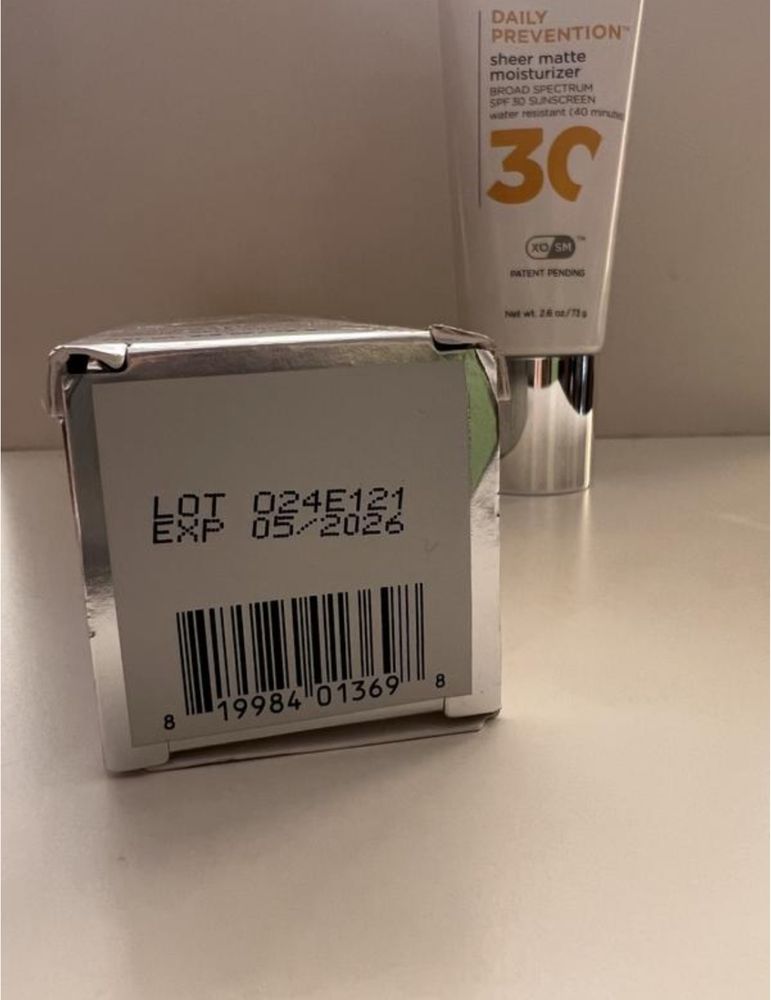 DAILY
PREVENTION™
sheer matte
moisturizer
BROAD SPECTRUM
SPF 30 SUNSCREEN
water resistant (40 minutes
30
XO SM™
PATENT PENDING
Net wt. 2.6 oz/73 g
LOT 024E121
EXP 05/2026
8 19984 01369 8